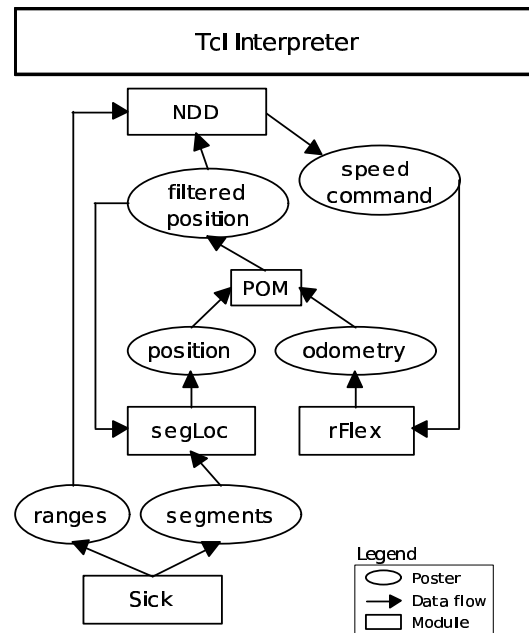 Tcl Interpreter
NDD
speed
command
filtered
position
POM
position
odometry
segLoc
rFlex
ranges
segments
Sick
Legend
Poster
Data flow
Module